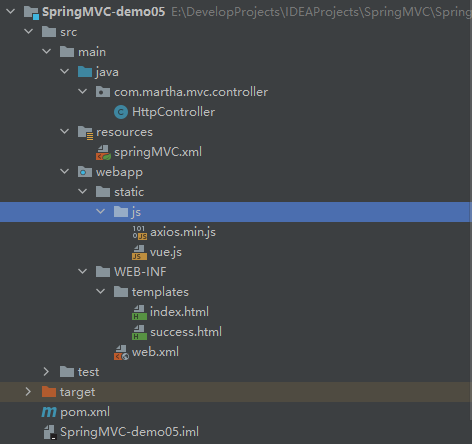 SpringMVC-demo05 E:\DevelopProjects\IDEAProjects\SpringMVC\Spring
src
main
java
com.martha.mvc.controller
HttpController
resources
springMVC.xml
webapp
static
js
axios.min.js
vue.js
WEB-INF
templates
index.html
success.html
web.xml
test
target
pom.xml
SpringMVC-demo05.iml